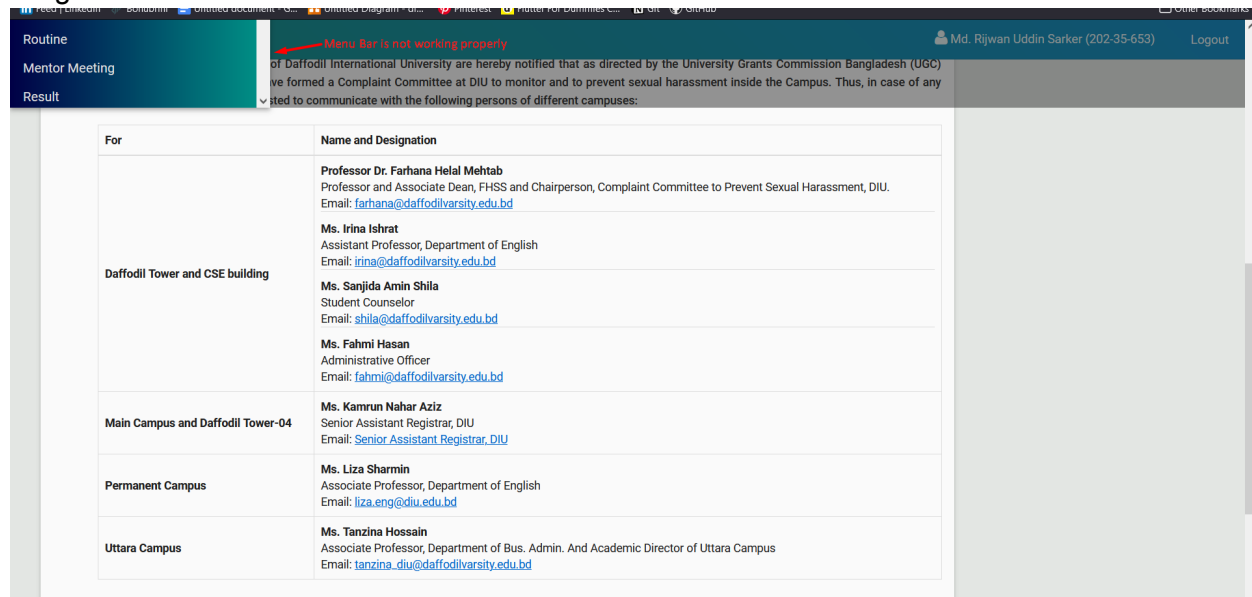 Feed | LinkedIn
Bohubrihi
Untitled document - G...
Untitled Diagram - di...
Pinterest
Flutter For Dummies C...
Git
GitHub
Other Bookmarks
Routine
Menu Bar is not working properly
Md. Rijwan Uddin Sarker (202-35-653)
Logout
Mentor Meeting
of Daffodil International University are hereby notified that as directed by the University Grants Commission Bangladesh (UGC)
ve formed a Complaint Committee at DIU to monitor and to prevent sexual harassment inside the Campus. Thus, in case of any
Result
sted to communicate with the following persons of different campuses:
For
Name and Designation
Daffodil Tower and CSE building
Professor Dr. Farhana Helal Mehtab
Professor and Associate Dean, FHSS and Chairperson, Complaint Committee to Prevent Sexual Harassment, DIU.
Email: farhana@daffodilvarsity.edu.bd
Ms. Irina Ishrat
Assistant Professor, Department of English
Email: irina@daffodilvarsity.edu.bd
Ms. Sanjida Amin Shila
Student Counselor
Email: shila@daffodilvarsity.edu.bd
Ms. Fahmi Hasan
Administrative Officer
Email: fahmi@daffodilvarsity.edu.bd
Main Campus and Daffodil Tower-04
Ms. Kamrun Nahar Aziz
Senior Assistant Registrar, DIU
Email: Senior Assistant Registrar, DIU
Permanent Campus
Ms. Liza Sharmin
Associate Professor, Department of English
Email: liza.eng@diu.edu.bd
Uttara Campus
Ms. Tanzina Hossain
Associate Professor, Department of Bus. Admin. And Academic Director of Uttara Campus
Email: tanzina_diu@daffodilvarsity.edu.bd